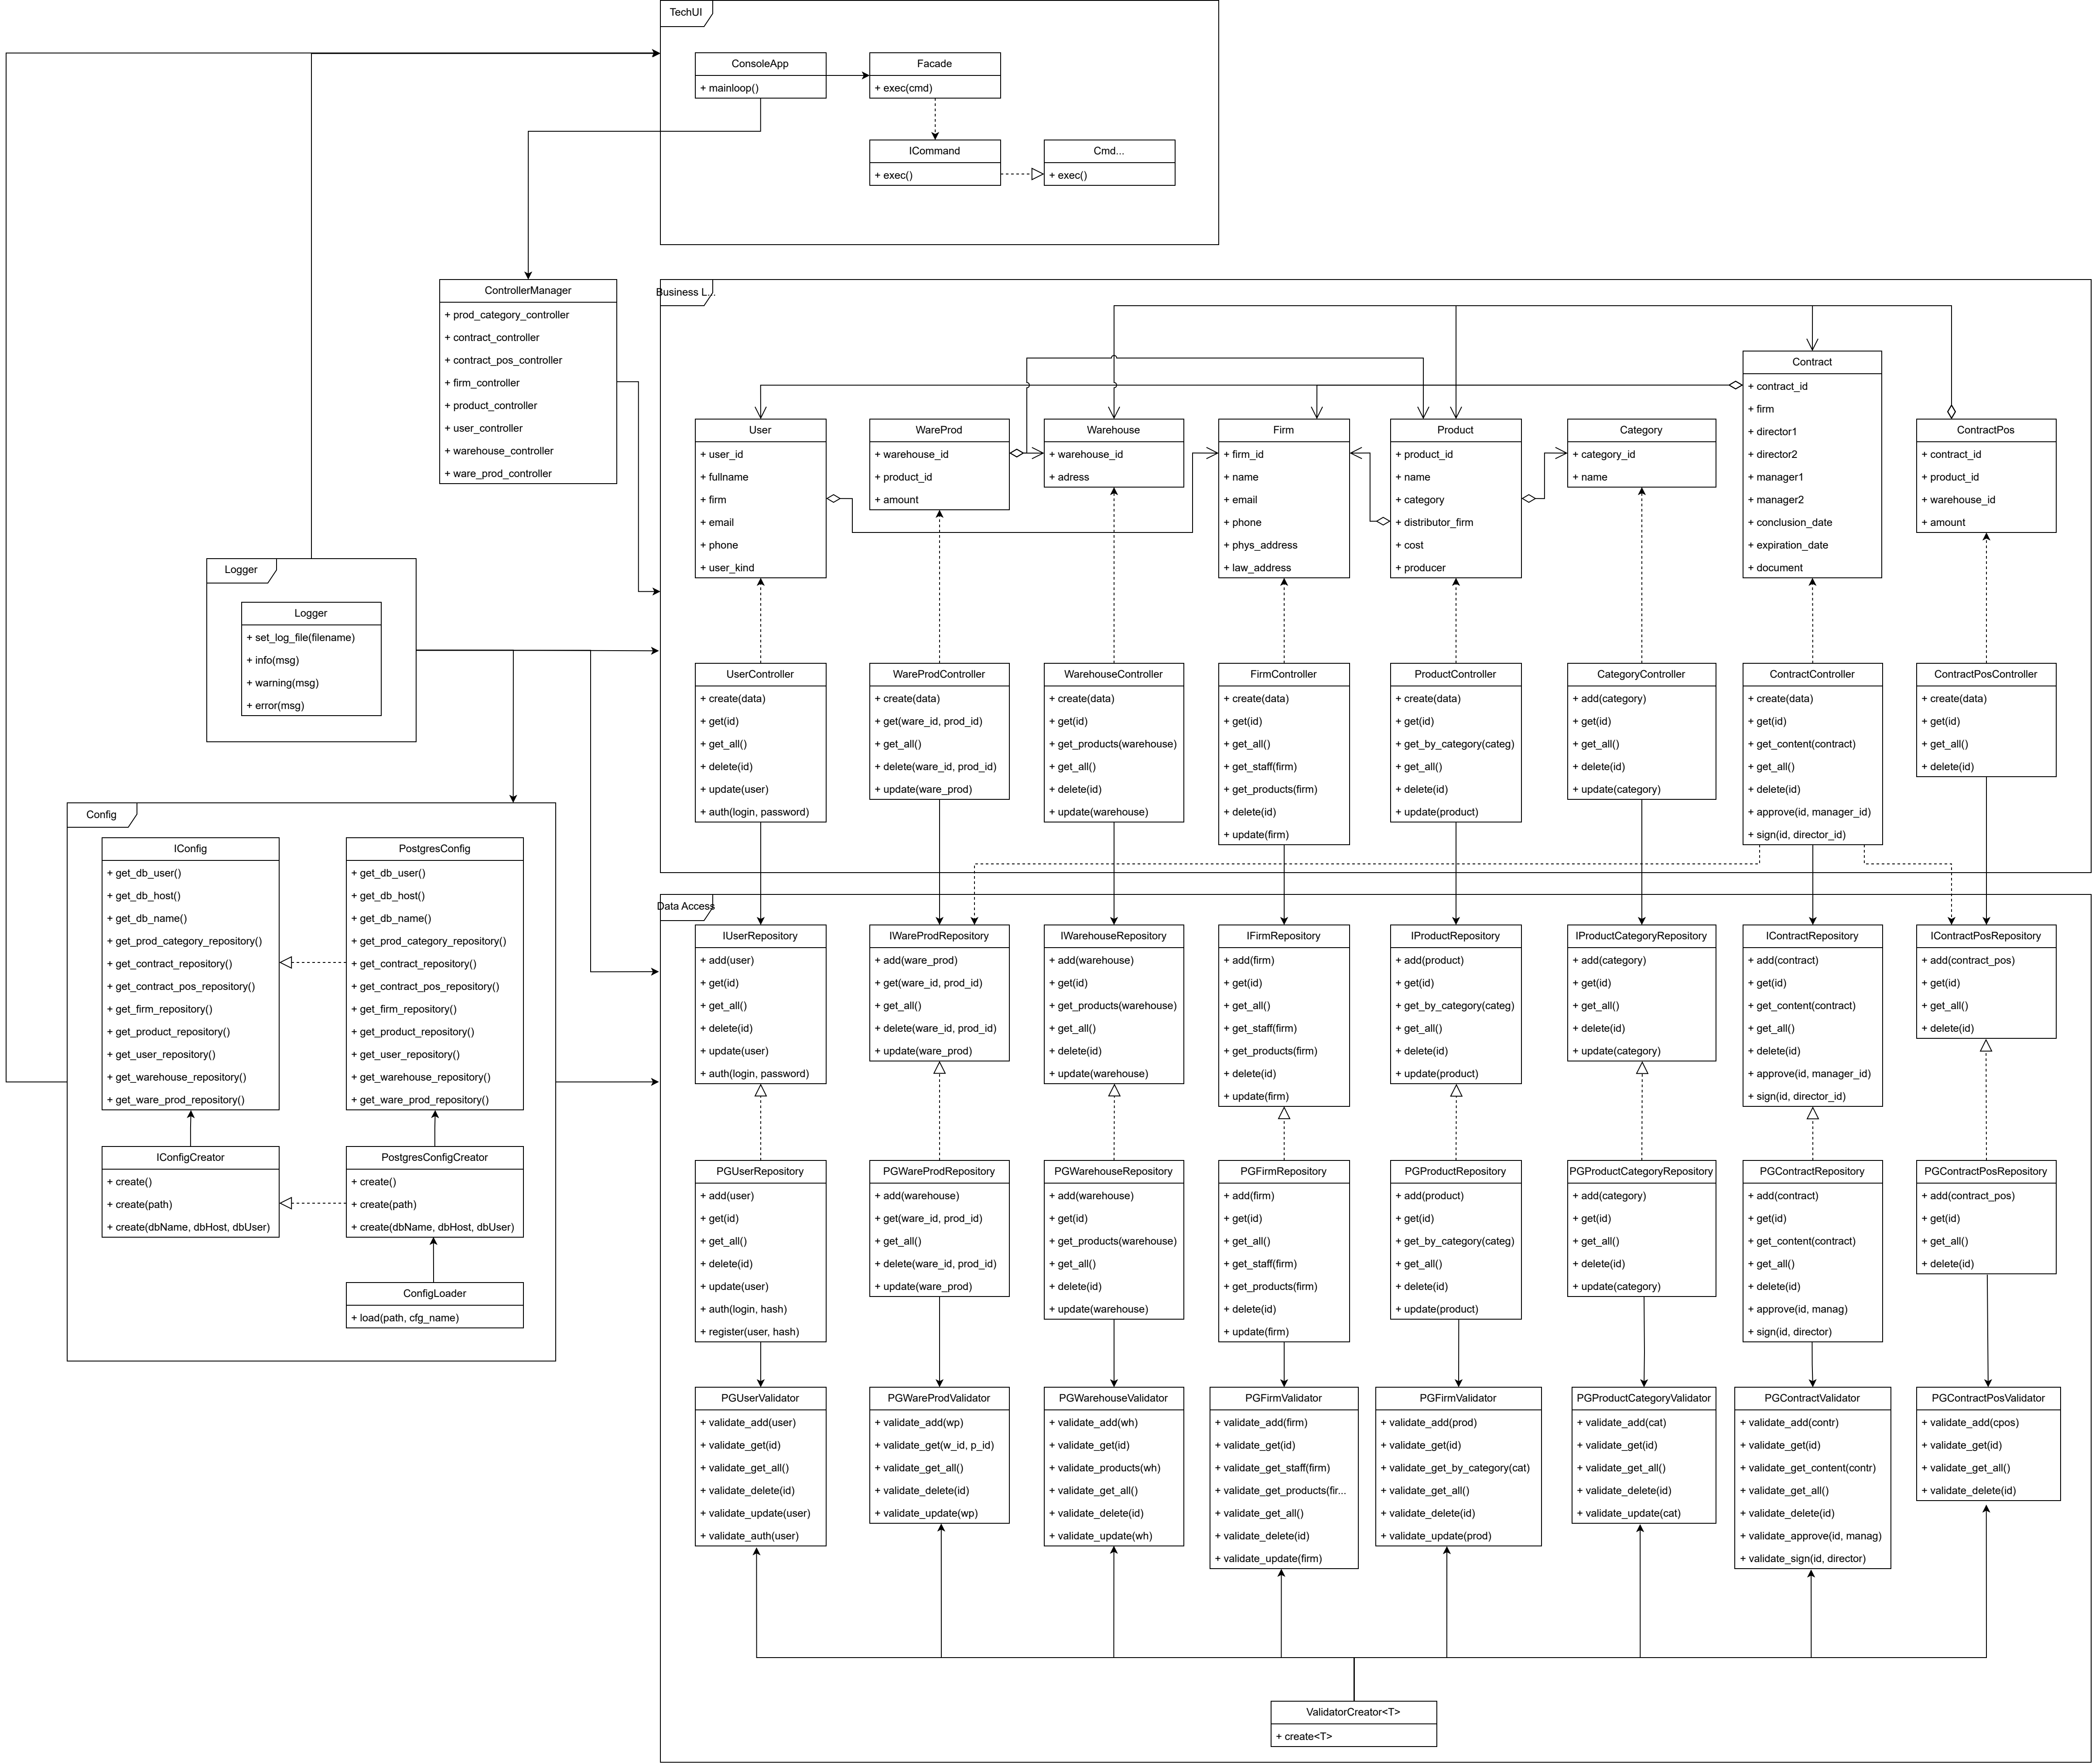 TechUI
ConsoleApp
+ mainloop()
Facade
+ exec(cmd)
ICommand
+ exec()
Cmd...
+ exec()
ControllerManager
+ prod_category_controller
+ contract_controller
+ contract_pos_controller
+ firm_controller
+ product_controller
+ user_controller
+ warehouse_controller
+ ware_prod_controller
Business L...
User
+ user_id
+ fullname
+ firm
+ email
+ phone
+ user_kind
WareProd
+ warehouse_id
+ product_id
+ amount
Warehouse
+ warehouse_id
+ adress
Firm
+ firm_id
+ name
+ email
+ phone
+ phys_address
+ law_address
Product
+ product_id
+ name
+ category
+ distributor_firm
+ cost
+ producer
Category
+ category_id
+ name
Contract
+ contract_id
+ firm
+ director1
+ director2
+ manager1
+ manager2
+ conclusion_date
+ expiration_date
+ document
ContractPos
+ contract_id
+ product_id
+ warehouse_id
+ amount
Logger
Logger
+ set_log_file(filename)
+ info(msg)
+ warning(msg)
+ error(msg)
UserController
+ create(data)
+ get(id)
+ get_all()
+ delete(id)
+ update(user)
+ auth(login, password)
WareProdController
+ create(data)
+ get(ware_id, prod_id)
+ get_all()
+ delete(ware_id, prod_id)
+ update(ware_prod)
WarehouseController
+ create(data)
+ get(id)
+ get_products(warehouse)
+ get_all()
+ delete(id)
+ update(warehouse)
FirmController
+ create(data)
+ get(id)
+ get_all()
+ get_staff(firm)
+ get_products(firm)
+ delete(id)
+ update(firm)
ProductController
+ create(data)
+ get(id)
+ get_by_category(categ)
+ get_all()
+ delete(id)
+ update(product)
CategoryController
+ add(category)
+ get(id)
+ get_all()
+ delete(id)
+ update(category)
ContractController
+ create(data)
+ get(id)
+ get_content(contract)
+ get_all()
+ delete(id)
+ approve(id, manager_id)
+ sign(id, director_id)
ContractPosController
+ create(data)
+ get(id)
+ get_all()
+ delete(id)
Config
IConfig
+ get_db_user()
+ get_db_host()
+ get_db_name()
+ get_prod_category_repository()
+ get_contract_repository()
+ get_contract_pos_repository()
+ get_firm_repository()
+ get_product_repository()
+ get_user_repository()
+ get_warehouse_repository()
+ get_ware_prod_repository()
PostgresConfig
+ get_db_user()
+ get_db_host()
+ get_db_name()
+ get_prod_category_repository()
+ get_contract_repository()
+ get_contract_pos_repository()
+ get_firm_repository()
+ get_product_repository()
+ get_user_repository()
+ get_warehouse_repository()
+ get_ware_prod_repository()
IConfigCreator
+ create()
+ create(path)
+ create(dbName, dbHost, dbUser)
PostgresConfigCreator
+ create()
+ create(path)
+ create(dbName, dbHost, dbUser)
ConfigLoader
+ load(path, cfg_name)
Data Access
IUserRepository
+ add(user)
+ get(id)
+ get_all()
+ delete(id)
+ update(user)
+ auth(login, password)
IWareProdRepository
+ add(ware_prod)
+ get(ware_id, prod_id)
+ get_all()
+ delete(ware_id, prod_id)
+ update(ware_prod)
IWarehouseRepository
+ add(warehouse)
+ get(id)
+ get_products(warehouse)
+ get_all()
+ delete(id)
+ update(warehouse)
IFirmRepository
+ add(firm)
+ get(id)
+ get_all()
+ get_staff(firm)
+ get_products(firm)
+ delete(id)
+ update(firm)
IProductRepository
+ add(product)
+ get(id)
+ get_by_category(categ)
+ get_all()
+ delete(id)
+ update(product)
IProductCategoryRepository
+ add(category)
+ get(id)
+ get_all()
+ delete(id)
+ update(category)
IContractRepository
+ add(contract)
+ get(id)
+ get_content(contract)
+ get_all()
+ delete(id)
+ approve(id, manager_id)
+ sign(id, director_id)
IContractPosRepository
+ add(contract_pos)
+ get(id)
+ get_all()
+ delete(id)
PGUserRepository
+ add(user)
+ get(id)
+ get_all()
+ delete(id)
+ update(user)
+ auth(login, hash)
+ register(user, hash)
PGWareProdRepository
+ add(warehouse)
+ get(ware_id, prod_id)
+ get_all()
+ delete(ware_id, prod_id)
+ update(ware_prod)
PGWarehouseRepository
+ add(warehouse)
+ get(id)
+ get_products(warehouse)
+ get_all()
+ delete(id)
+ update(warehouse)
PGFirmRepository
+ add(firm)
+ get(id)
+ get_all()
+ get_staff(firm)
+ get_products(firm)
+ delete(id)
+ update(firm)
PGProductRepository
+ add(product)
+ get(id)
+ get_by_category(categ)
+ get_all()
+ delete(id)
+ update(product)
PGProductCategoryRepository
+ add(category)
+ get(id)
+ get_all()
+ delete(id)
+ update(category)
PGContractRepository
+ add(contract)
+ get(id)
+ get_content(contract)
+ get_all()
+ delete(id)
+ approve(id, manag)
+ sign(id, director)
PGContractPosRepository
+ add(contract_pos)
+ get(id)
+ get_all()
+ delete(id)
PGUserValidator
+ validate_add(user)
+ validate_get(id)
+ validate_get_all()
+ validate_delete(id)
+ validate_update(user)
+ validate_auth(user)
PGWareProdValidator
+ validate_add(wp)
+ validate_get(w_id, p_id)
+ validate_get_all()
+ validate_delete(id)
+ validate_update(wp)
PGWarehouseValidator
+ validate_add(wh)
+ validate_get(id)
+ validate_products(wh)
+ validate_get_all()
+ validate_delete(id)
+ validate_update(wh)
PGFirmValidator
+ validate_add(firm)
+ validate_get(id)
+ validate_get_staff(firm)
+ validate_get_products(fir...
+ validate_get_all()
+ validate_delete(id)
+ validate_update(firm)
PGFirmValidator
+ validate_add(prod)
+ validate_get(id)
+ validate_get_by_category(cat)
+ validate_get_all()
+ validate_delete(id)
+ validate_update(prod)
PGProductCategoryValidator
+ validate_add(cat)
+ validate_get(id)
+ validate_get_all()
+ validate_delete(id)
+ validate_update(cat)
PGContractValidator
+ validate_add(contr)
+ validate_get(id)
+ validate_get_content(contr)
+ validate_get_all()
+ validate_delete(id)
+ validate_approve(id, manag)
+ validate_sign(id, director)
PGContractPosValidator
+ validate_add(cpos)
+ validate_get(id)
+ validate_get_all()
+ validate_delete(id)
ValidatorCreator<T>
+ create<T>